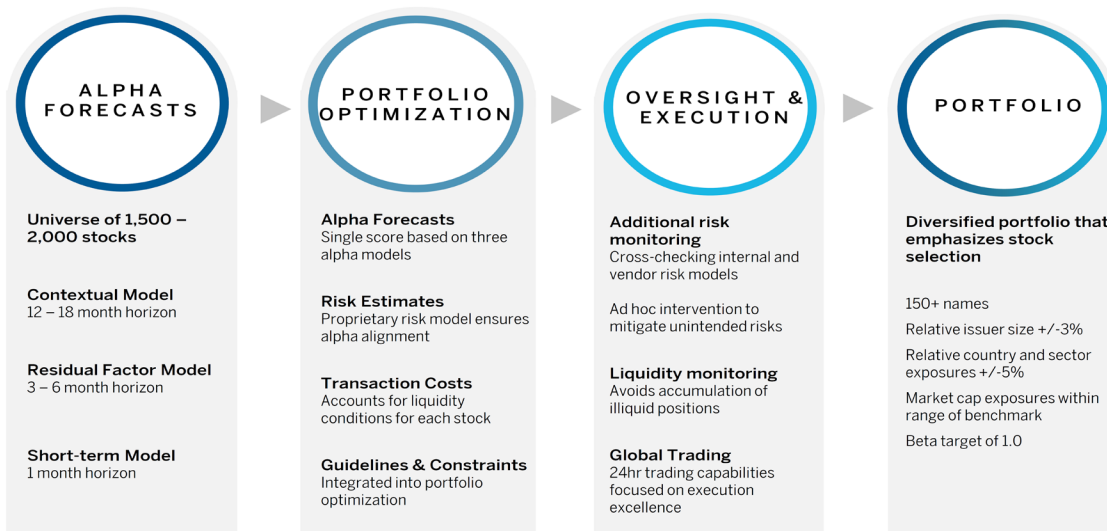 ALPHA
FORECASTS
Universe of 1,500 –
2,000 stocks
Contextual Model
12 – 18 month horizon
Residual Factor Model
3 – 6 month horizon
Short-term Model
1 month horizon
PORTFOLIO
OPTIMIZATION
Alpha Forecasts
Single score based on three
alpha models
Risk Estimates
Proprietary risk model ensures
alpha alignment
Transaction Costs
Accounts for liquidity
conditions for each stock
Guidelines & Constraints
Integrated into portfolio
optimization
OVERSIGHT &
EXECUTION
Additional risk
monitoring
Cross-checking internal and
vendor risk models
Ad hoc intervention to
mitigate unintended risks
Liquidity monitoring
Avoids accumulation of
illiquid positions
Global Trading
24hr trading capabilities
focused on execution
excellence
PORTFOLIO
Diversified portfolio that
emphasizes stock
selection
150+ names
Relative issuer size +/-3%
Relative country and sector
exposures +/-5%
Market cap exposures within
range of benchmark
Beta target of 1.0